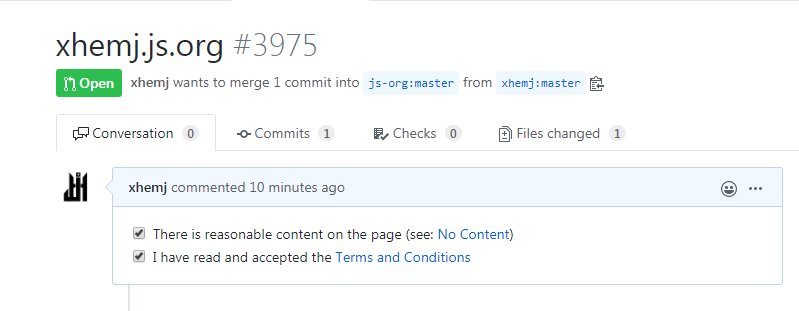 xhemj.js.org #3975
Open xhemj wants to merge 1 commit into js-org:master from xhemj:master
Conversation 0 Commits 1 Checks 0 Files changed 1
xhemj commented 10 minutes ago
There is reasonable content on the page (see: No Content)
I have read and accepted the Terms and Conditions